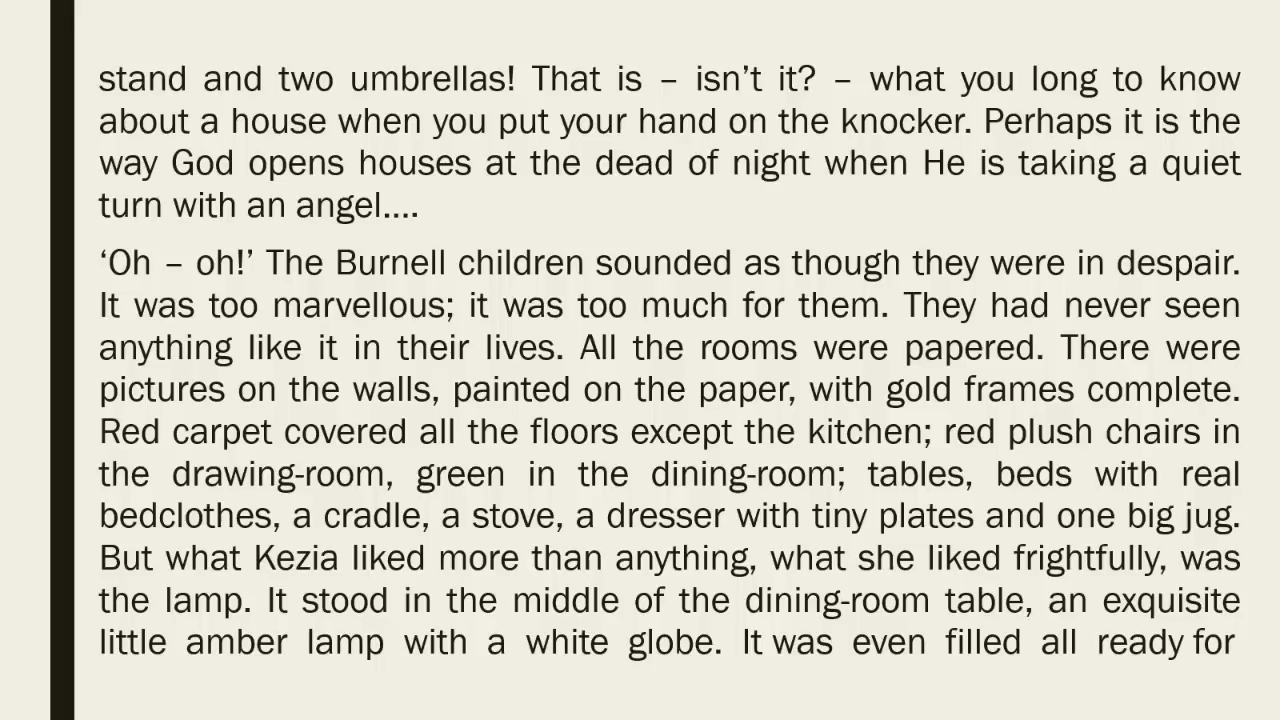 stand and two umbrellas! That is – isn’t it? – what you long to know
about a house when you put your hand on the knocker. Perhaps it is the
way God opens houses at the dead of night when He is taking a quiet
turn with an angel....
‘Oh – oh!’ The Burnell children sounded as though they were in despair.
It was too marvellous; it was too much for them. They had never seen
anything like it in their lives. All the rooms were papered. There were
pictures on the walls, painted on the paper, with gold frames complete.
Red carpet covered all the floors except the kitchen; red plush chairs in
the drawing-room, green in the dining-room; tables, beds with real
bedclothes, a cradle, a stove, a dresser with tiny plates and one big jug.
But what Kezia liked more than anything, what she liked frightfully, was
the lamp. It stood in the middle of the dining-room table, an exquisite
little amber lamp with a white globe. It was even filled all ready for